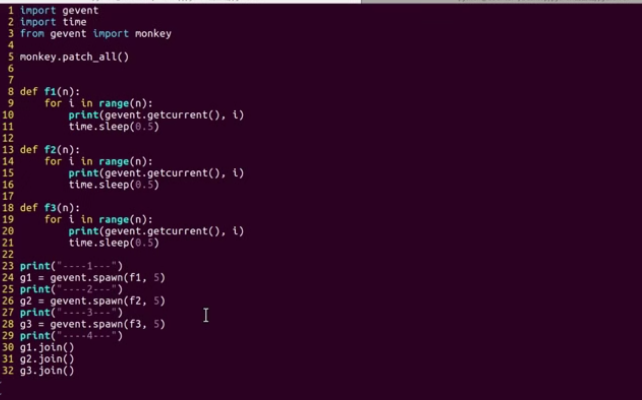 1 import gevent
2 import time
3 from gevent import monkey
4
5 monkey.patch_all()
6
7
8 def f1(n):
9     for i in range(n):
10         print(gevent.getcurrent(), i)
11         time.sleep(0.5)
12
13 def f2(n):
14     for i in range(n):
15         print(gevent.getcurrent(), i)
16         time.sleep(0.5)
17
18 def f3(n):
19     for i in range(n):
20         print(gevent.getcurrent(), i)
21         time.sleep(0.5)
22
23 print("----1---")
24 g1 = gevent.spawn(f1, 5)
25 print("----2---")
26 g2 = gevent.spawn(f2, 5)
27 print("----3---")
28 g3 = gevent.spawn(f3, 5)
29 print("----4---")
30 g1.join()
31 g2.join()
32 g3.join()